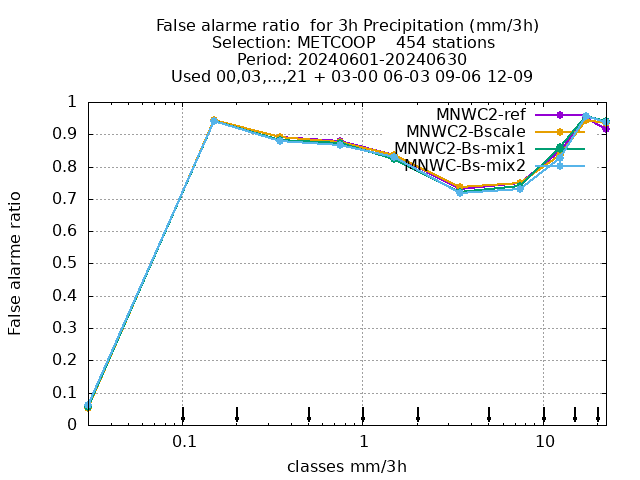 False alarme ratio  for 3h Precipitation (mm/3h)
Selection: METCOOP    454 stations
Period: 20240601-20240630
Used 00,03,...,21 + 03-00 06-03 09-06 12-09
MNWC2-ref
MNWC2-Bscale
MNWC2-Bs-mix1
MNWC-Bs-mix2
False alarme ratio
1
0.9
0.8
0.7
0.6
0.5
0.4
0.3
0.2
0.1
0
0.1
1
10
classes mm/3h